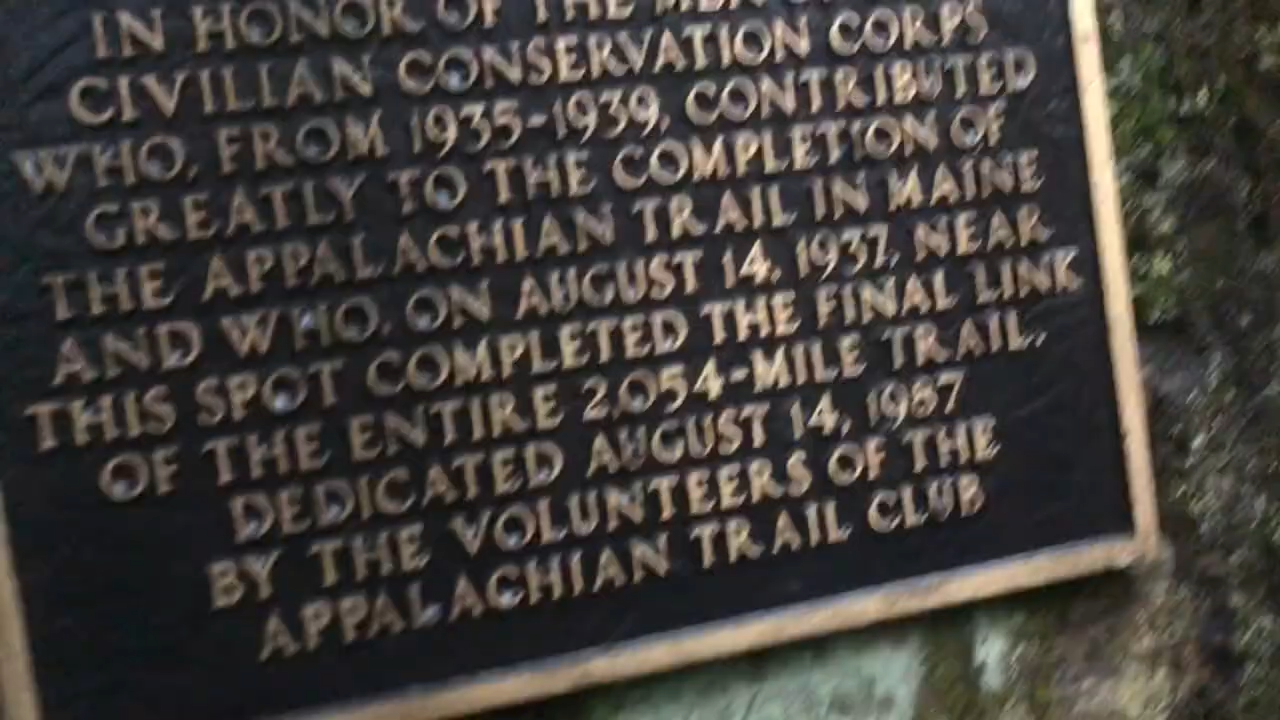 IN HONOR OF THE MEN
CIVILIAN CONSERVATION CORPS
WHO, FROM 1935-1939, CONTRIBUTED
GREATLY TO THE COMPLETION OF
THE APPALACHIAN TRAIL IN MAINE
AND WHO, ON AUGUST 14, 1937, NEAR
THIS SPOT COMPLETED THE FINAL LINK
OF THE ENTIRE 2,054-MILE TRAIL.
DEDICATED AUGUST 14, 1987
BY THE VOLUNTEERS OF THE
APPALACHIAN TRAIL CLUB